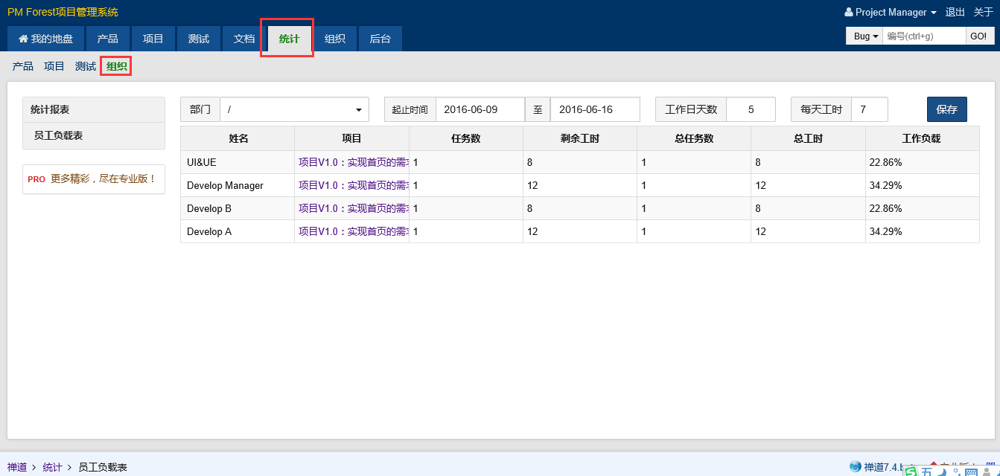 PM Forest项目管理系统
Project Manager 退出 关于
我的地盘 产品 项目 测试 文档 统计 组织 后台
Bug 编号(ctrl+g) GO!
产品 项目 测试 组织
统计报表
员工负载表
PRO 更多精彩，尽在专业版！
部门 / 起止时间 2016-06-09 至 2016-06-16 工作日天数 5 每天工时 7 保存
姓名 项目 任务数 剩余工时 总任务数 总工时 工作负载
UI&UE 项目V1.0：实现首页的需 1 8 1 8 22.86%
Develop Manager 项目V1.0：实现首页的需 1 12 1 12 34.29%
Develop B 项目V1.0：实现首页的需 1 8 1 8 22.86%
Develop A 项目V1.0：实现首页的需 1 12 1 12 34.29%
禅道 > 统计 > 员工负载表
禅道7.4 五